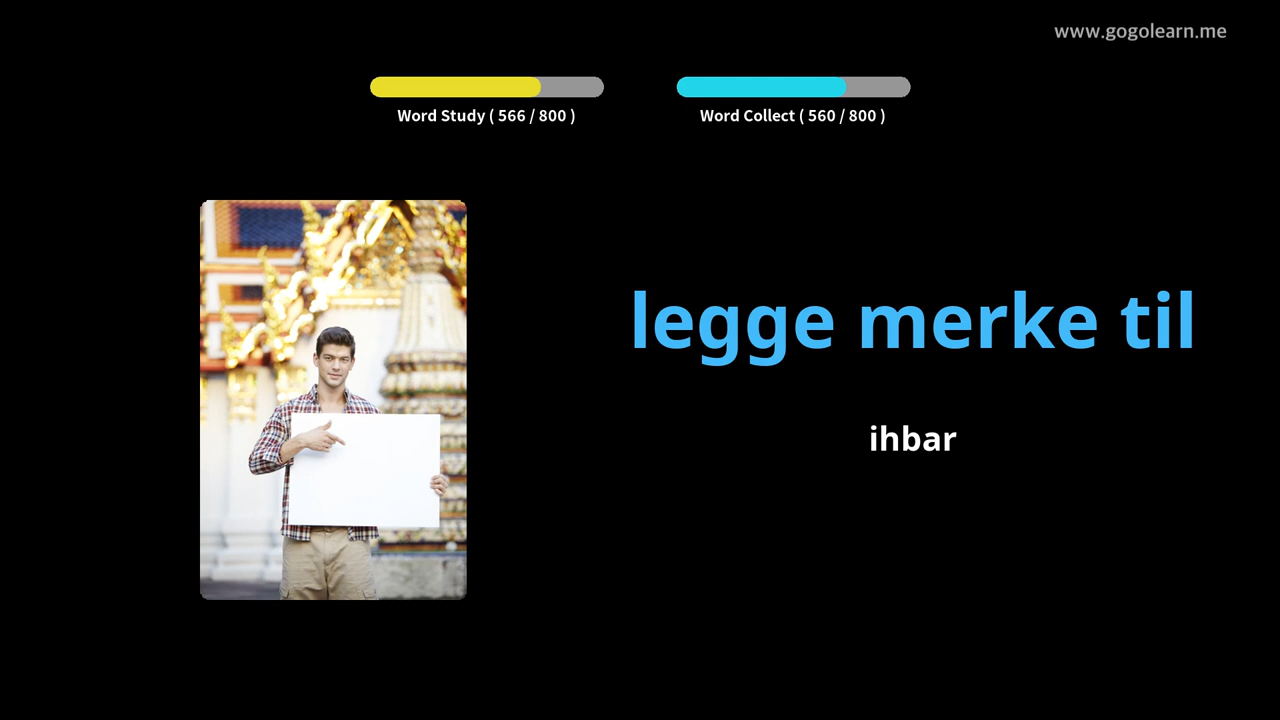 www.gogolearn.me
Word Study ( 566 / 800 )
Word Collect ( 560 / 800 )
legge merke til
ihbar